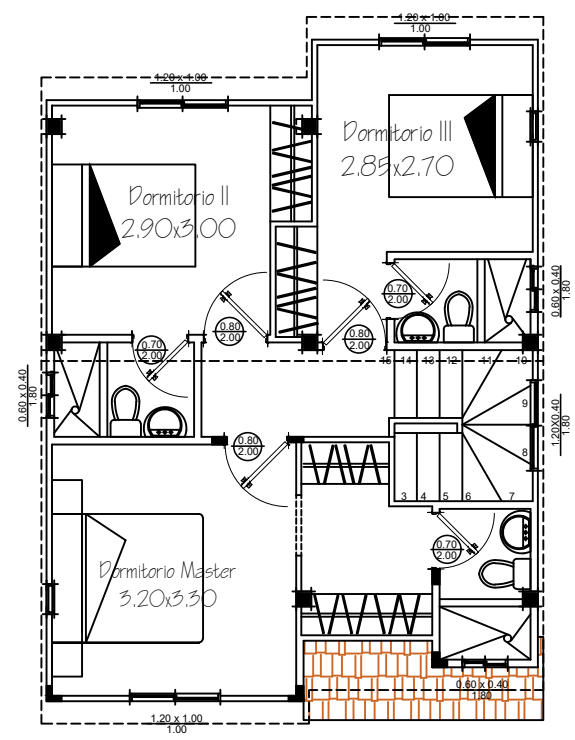 1.20 x 1.00
1.00
1.20 x 1.00
1.00
Dormitorio III
2.85x2.70
Dormitorio II
2.90x3.00
0.70
2.00
0.60 x 0.40
1.80
0.80
2.00
0.80
2.00
0.70
2.00
15 14 13 12 11 10
9
8
0.60 x 0.40
1.80
1.20X0.40
1.80
0.80
2.00
3 4 5 6 7
0.70
2.00
Dormitorio Master
3.20x3.30
0.60 x 0.40
1.80
1.20 x 1.00
1.00